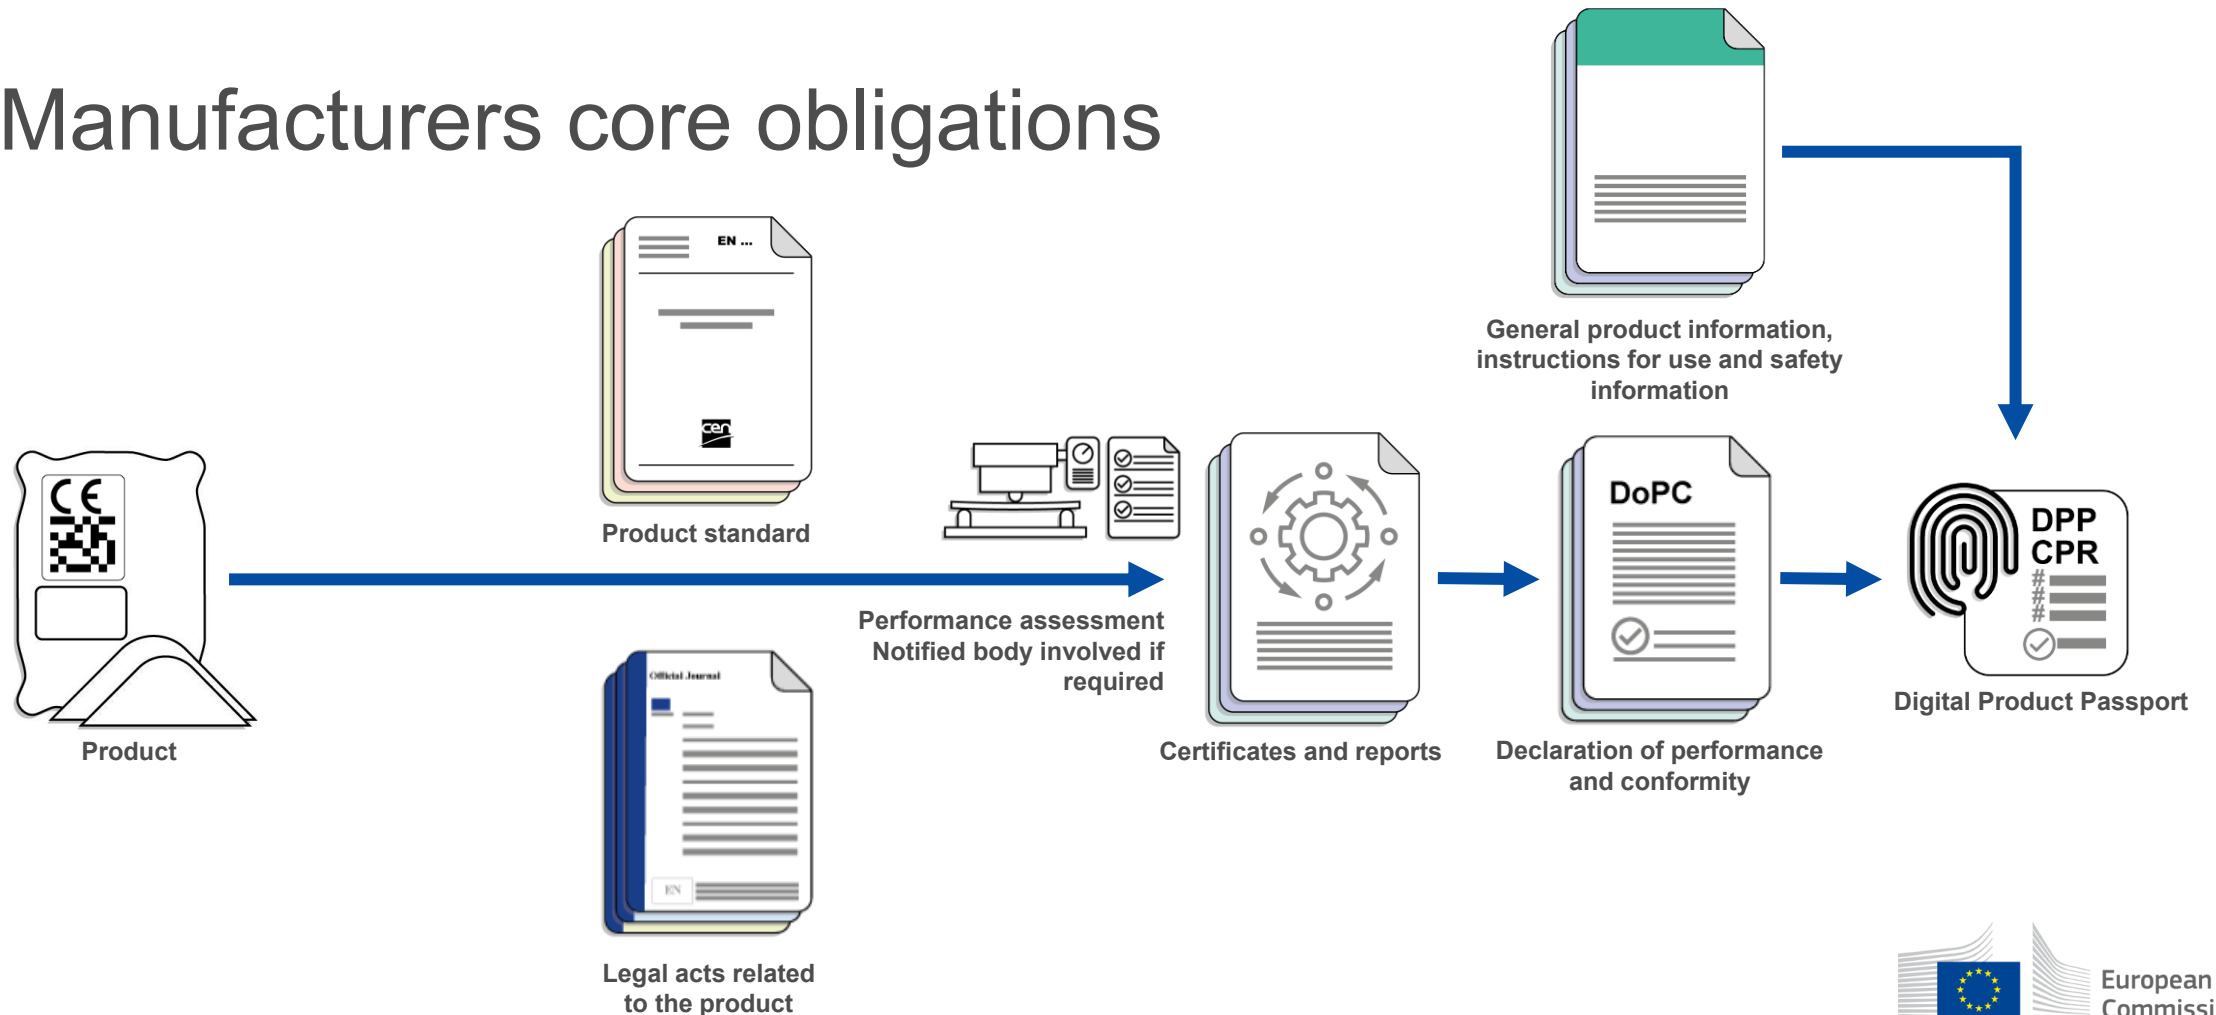 Manufacturers core obligations
EN ...
cen
Product standard
General product information,
instructions for use and safety
information
CE
Product
Performance assessment
Notified body involved if
required
Certificates and reports
DoPC
Declaration of performance
and conformity
DPP
CPR
#
#
#
Digital Product Passport
Official Journal
EN
Legal acts related
to the product
European
Commissi